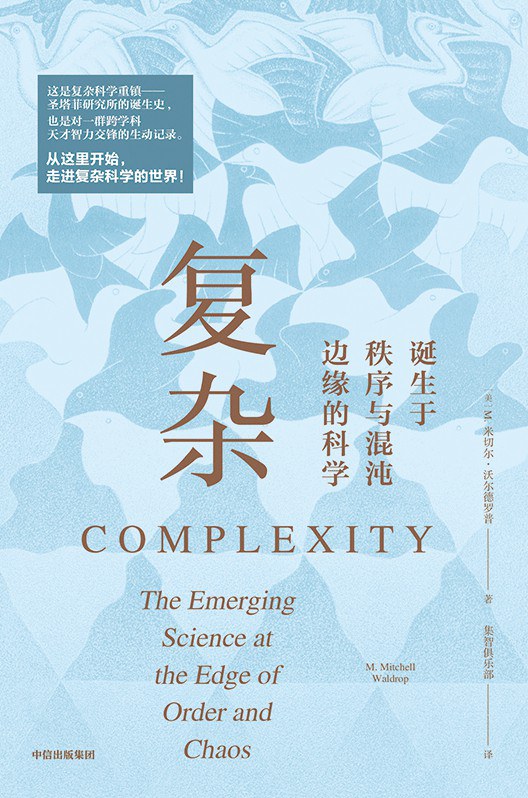 这是复杂科学重镇——
圣塔菲研究所的诞生史，
也是对一群跨学科
天才智力交锋的生动记录。
从这里开始，
走进复杂科学的世界！
复杂
诞生于
秩序与混沌
边缘的科学
COMPLEXITY
The Emerging
Science at
the Edge of
Order and
Chaos
［美］M. 米切尔·沃尔德罗普 —— 著
集智俱乐部 —— 译
M. Mitchell
Waldrop
中信出版集团